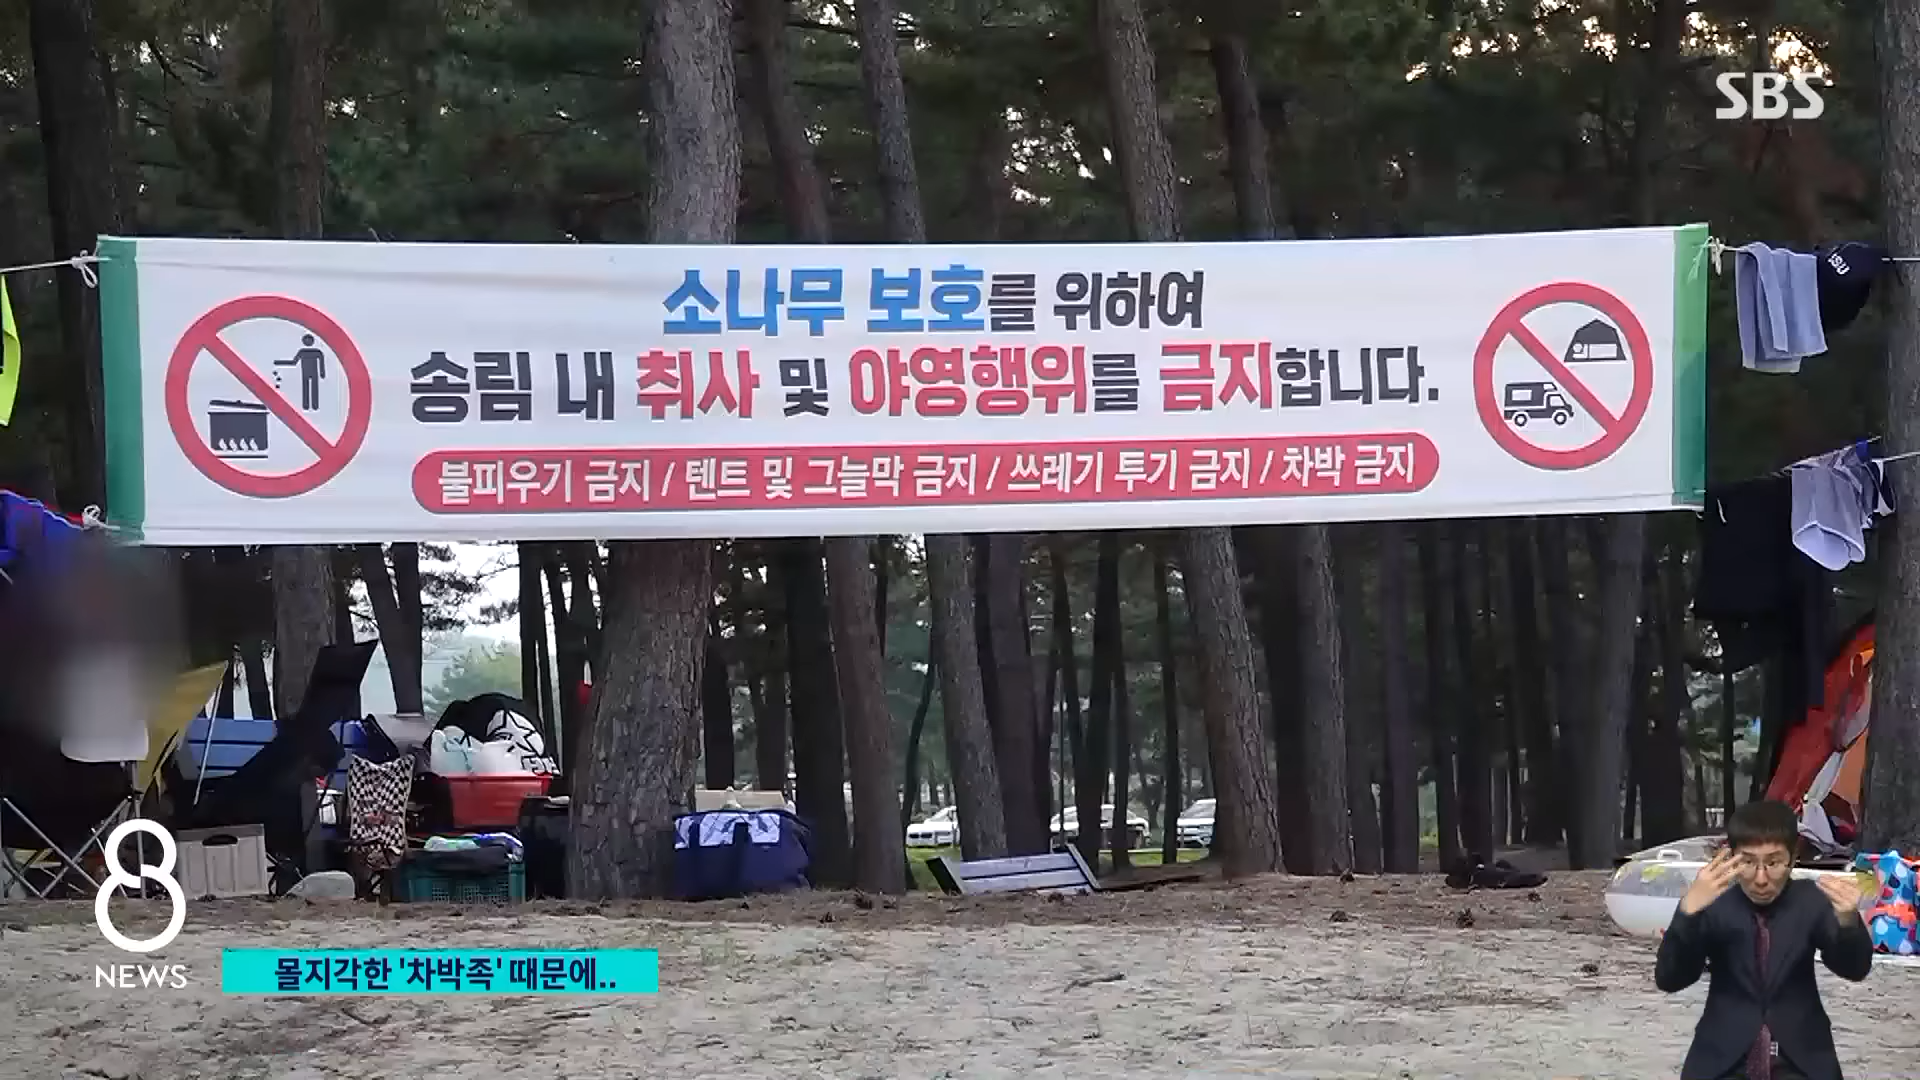 SBS
소나무 보호를 위하여
송림 내 취사 및 야영행위를 금지합니다.
불피우기 금지 / 텐트 및 그늘막 금지 / 쓰레기 투기 금지 / 차박 금지
8
NEWS
몰지각한 '차박족' 때문에..